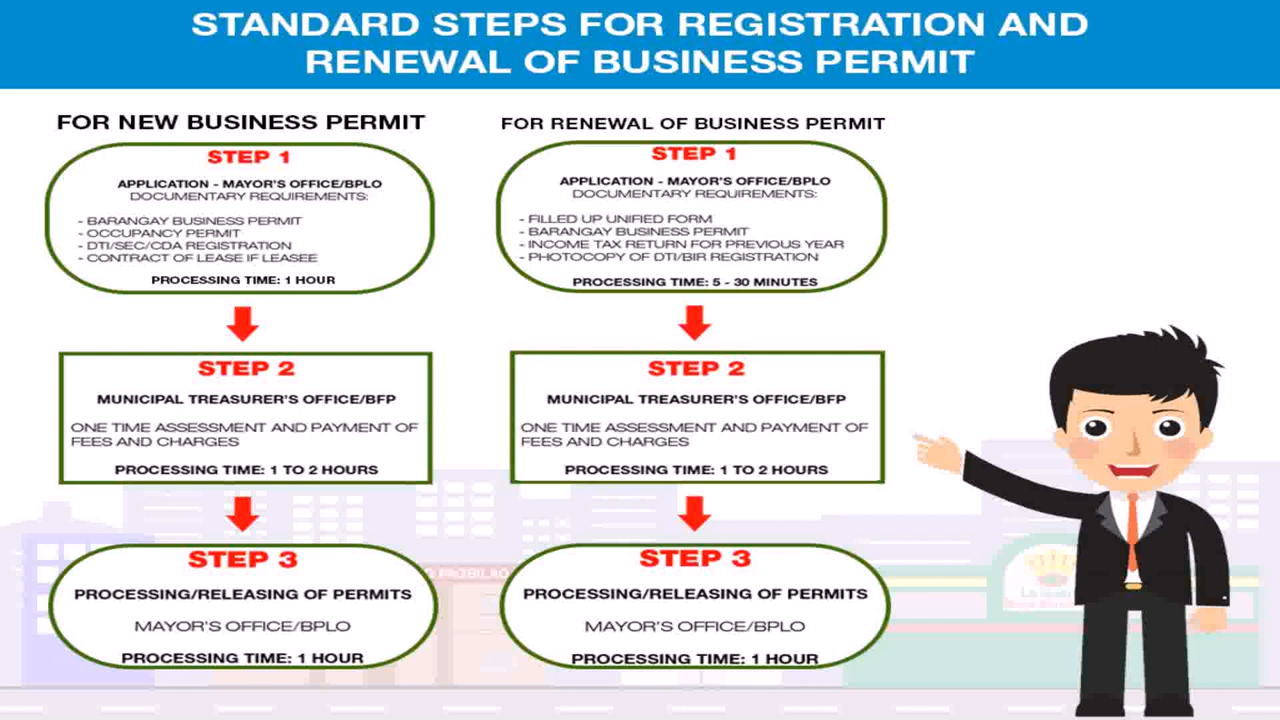 STANDARD STEPS FOR REGISTRATION AND
RENEWAL OF BUSINESS PERMIT
FOR NEW BUSINESS PERMIT
STEP 1
APPLICATION - MAYOR'S OFFICE/BPLO
DOCUMENTARY REQUIREMENTS:
- BARANGAY BUSINESS PERMIT
- OCCUPANCY PERMIT
- DTI/SEC/CDA REGISTRATION
- CONTRACT OF LEASE IF LEASEE
PROCESSING TIME: 1 HOUR
STEP 2
MUNICIPAL TREASURER'S OFFICE/BFP
ONE TIME ASSESSMENT AND PAYMENT OF
FEES AND CHARGES
PROCESSING TIME: 1 TO 2 HOURS
STEP 3
PROCESSING/RELEASING OF PERMITS
MAYOR'S OFFICE/BPLO
PROCESSING TIME: 1 HOUR
FOR RENEWAL OF BUSINESS PERMIT
STEP 1
APPLICATION - MAYOR'S OFFICE/BPLO
DOCUMENTARY REQUIREMENTS:
- FILLED UP UNIFIED FORM
- BARANGAY BUSINESS PERMIT
- INCOME TAX RETURN FOR PREVIOUS YEAR
- PHOTOCOPY OF DTI/BIR REGISTRATION
PROCESSING TIME: 5 - 30 MINUTES
STEP 2
MUNICIPAL TREASURER'S OFFICE/BFP
ONE TIME ASSESSMENT AND PAYMENT OF
FEES AND CHARGES
PROCESSING TIME: 1 TO 2 HOURS
STEP 3
PROCESSING/RELEASING OF PERMITS
MAYOR'S OFFICE/BPLO
PROCESSING TIME: 1 HOUR